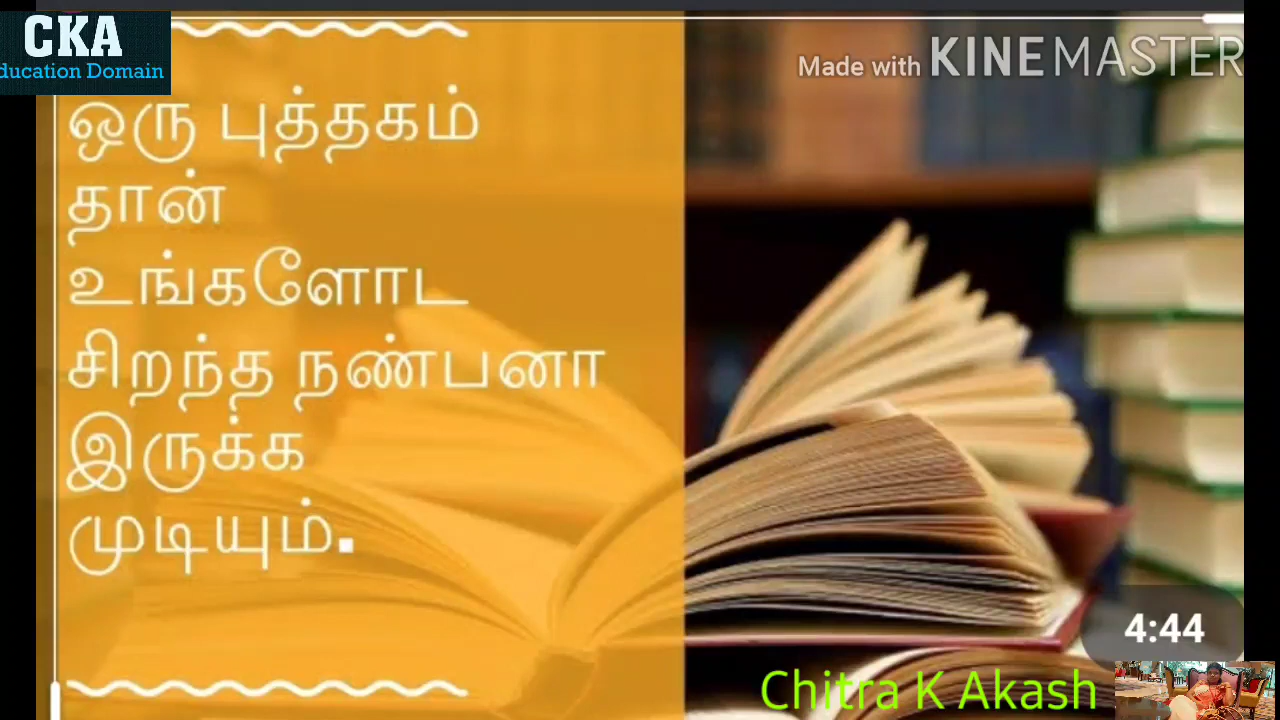 CKA
ducation Domain
Made with KINEMASTER
ஒரு புத்தகம்
தான்
உங்களோட
சிறந்த நண்பனா
இருக்க
முடியும்.
4:44
Chitra K Akash